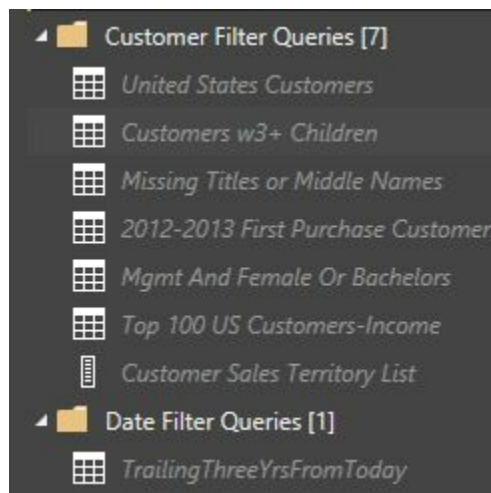 Customer Filter Queries [7]
United States Customers
Customers w3+ Children
Missing Titles or Middle Names
2012-2013 First Purchase Customer
Mgmt And Female Or Bachelors
Top 100 US Customers-Income
Customer Sales Territory List
Date Filter Queries [1]
TrailingThreeYrsFromToday